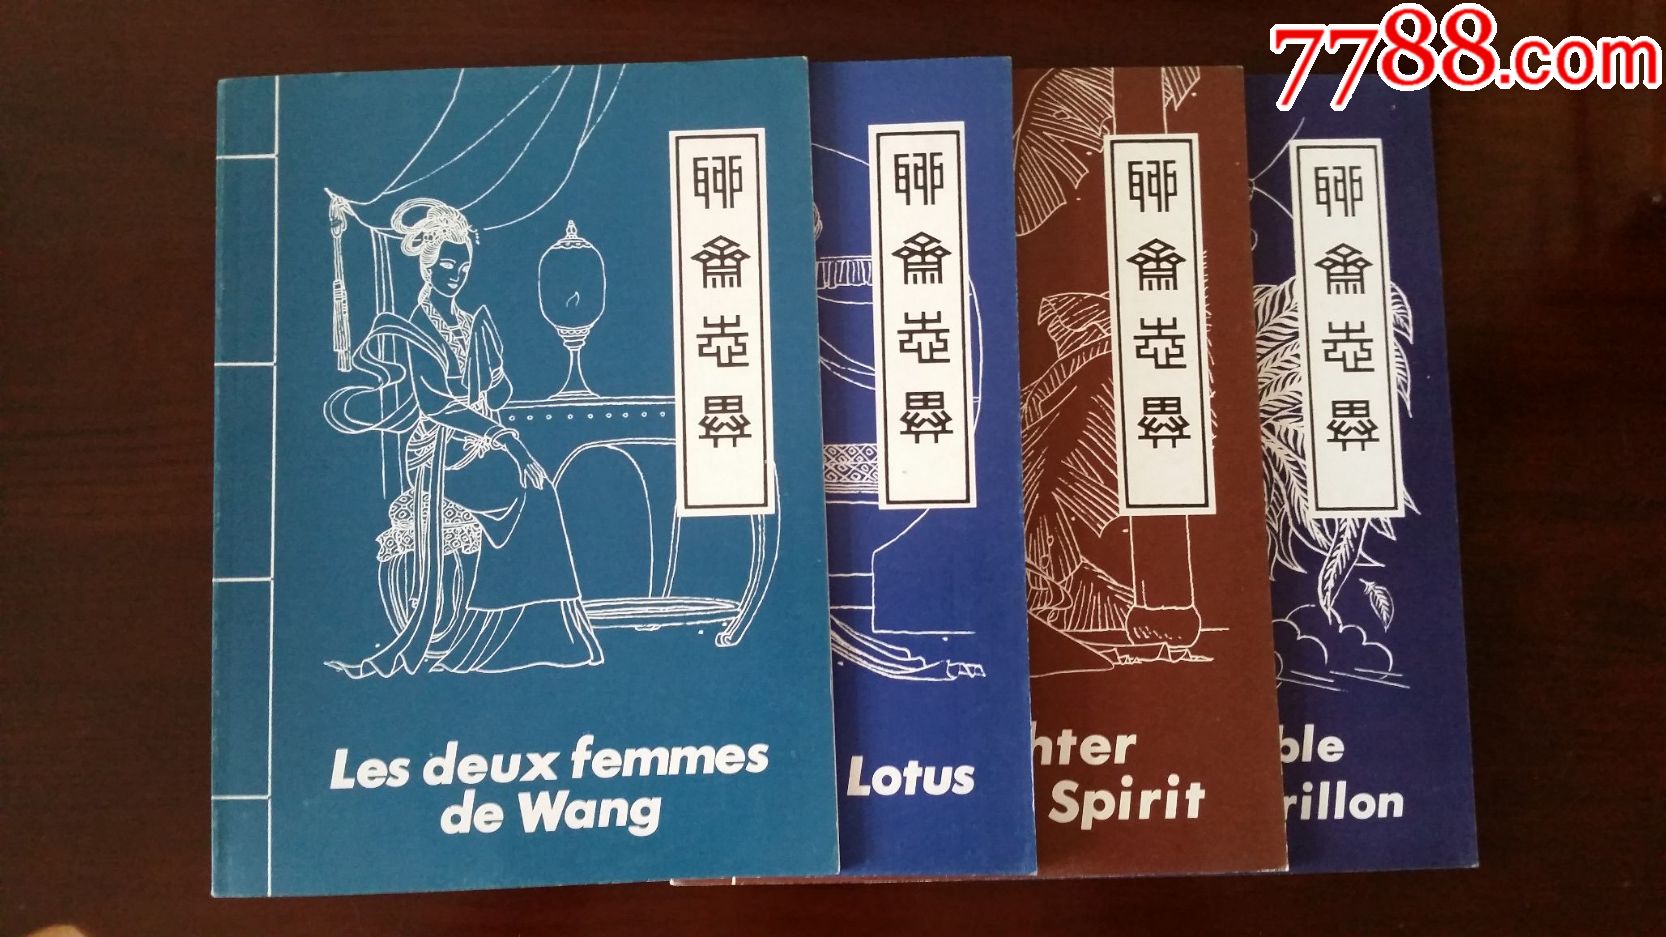 7788.com
聊
齋
志
異
Les deux femmes
de Wang
聊
齋
志
異
Lotus
聊
齋
志
異
hter
Spirit
聊
齋
志
異
ble
rillon